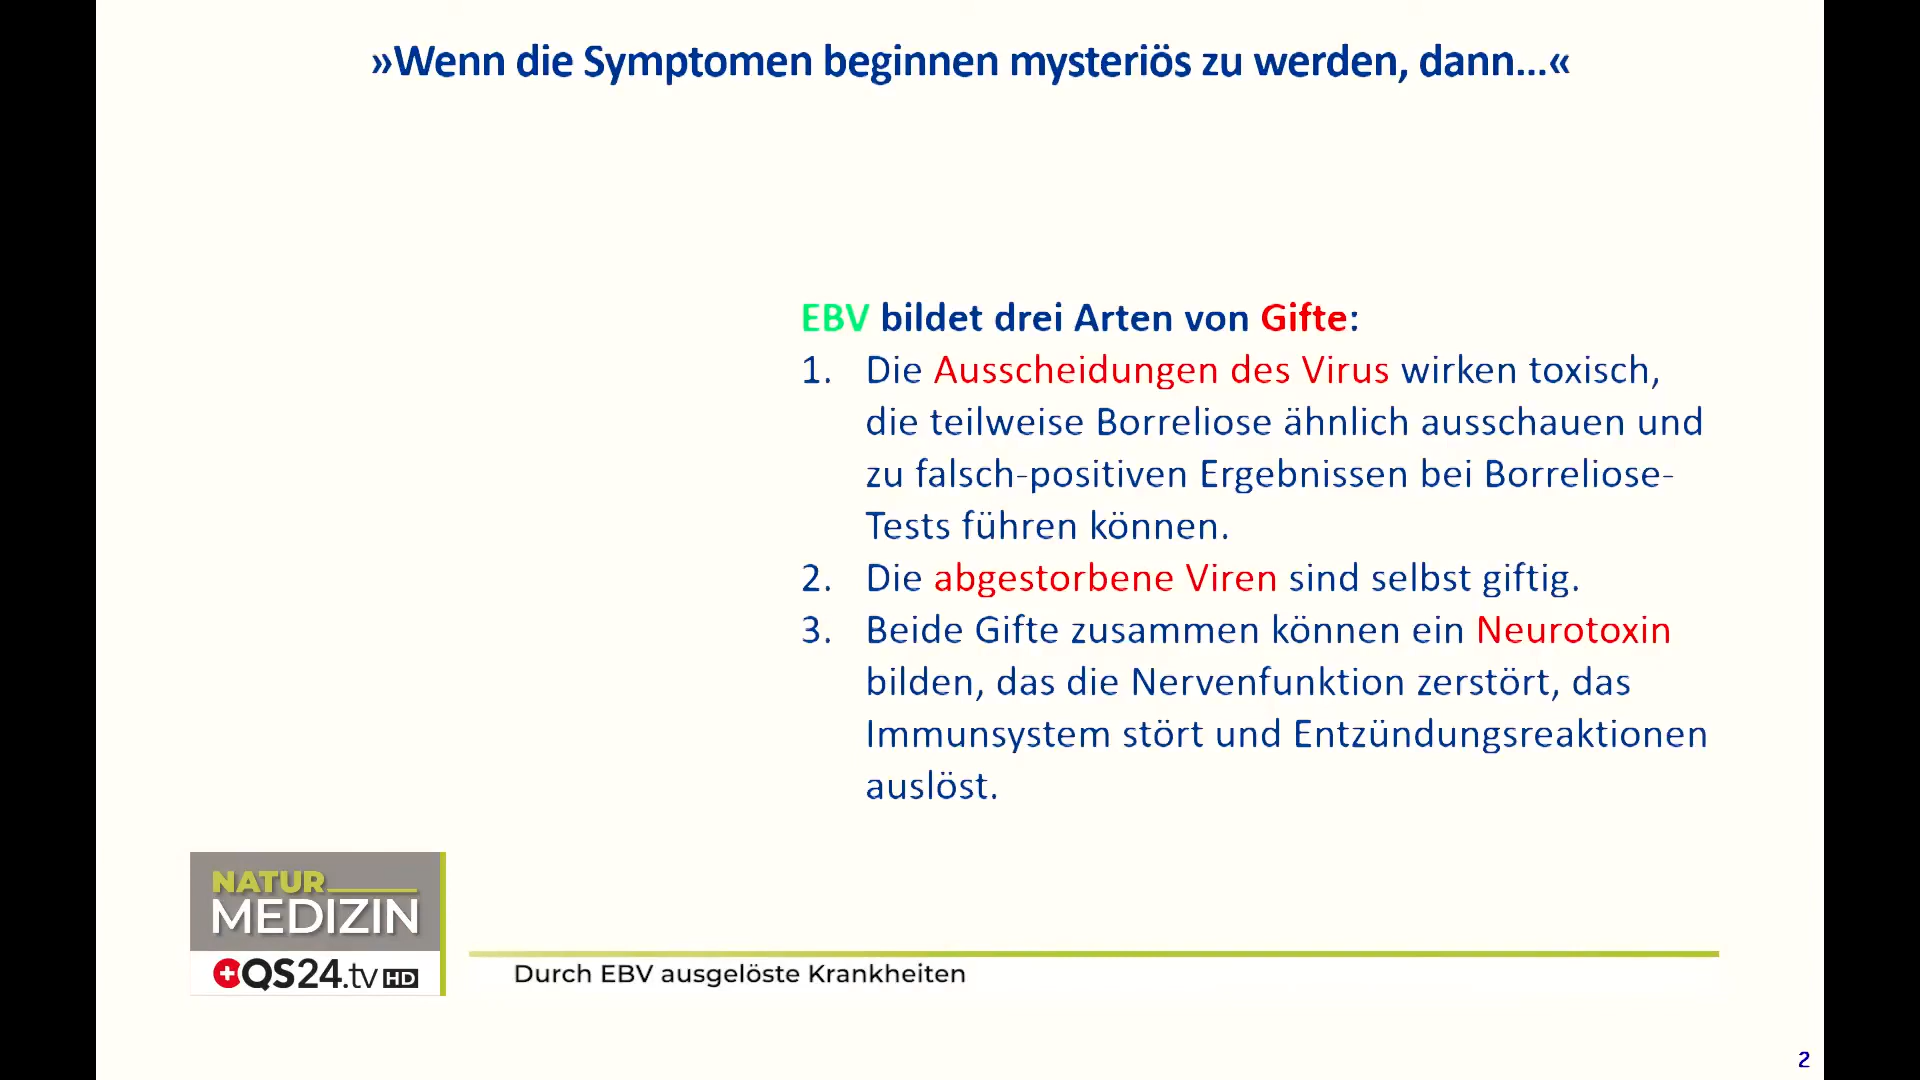 »Wenn die Symptomen beginnen mysteriös zu werden, dann...«
EBV bildet drei Arten von Gifte:
1. Die Ausscheidungen des Virus wirken toxisch,
die teilweise Borreliose ähnlich ausschauen und
zu falsch-positiven Ergebnissen bei Borreliose-
Tests führen können.
2. Die abgestorbene Viren sind selbst giftig.
3. Beide Gifte zusammen können ein Neurotoxin
bilden, das die Nervenfunktion zerstört, das
Immunsystem stört und Entzündungsreaktionen
auslöst.
NATUR
MEDIZIN
QS24.tv HD
Durch EBV ausgelöste Krankheiten
2